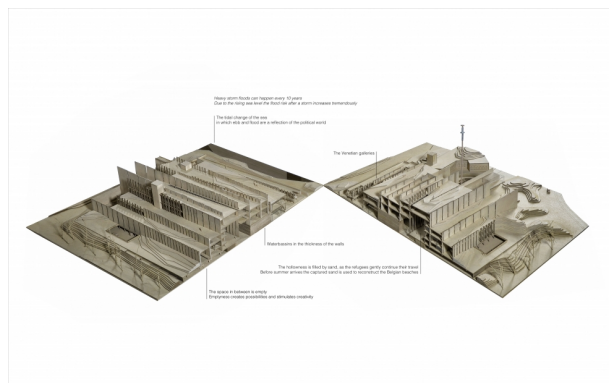 Heavy storm floods can happen every 10 years
Due to the rising sea level the flood rise after a storm increases tremendously
The tidal change of the sea
in which ebb and flood are a reflection of the political world
The Venetian galleries
Waterbassins in the thickness of the walls
The hollowness is filled by sand, as the refugees gently continue their travel
Before summer arrives the captured sand is used to reconstruct the Belgian beaches
The space in between is empty
Emptyness creates possibilities and stimulates creativity